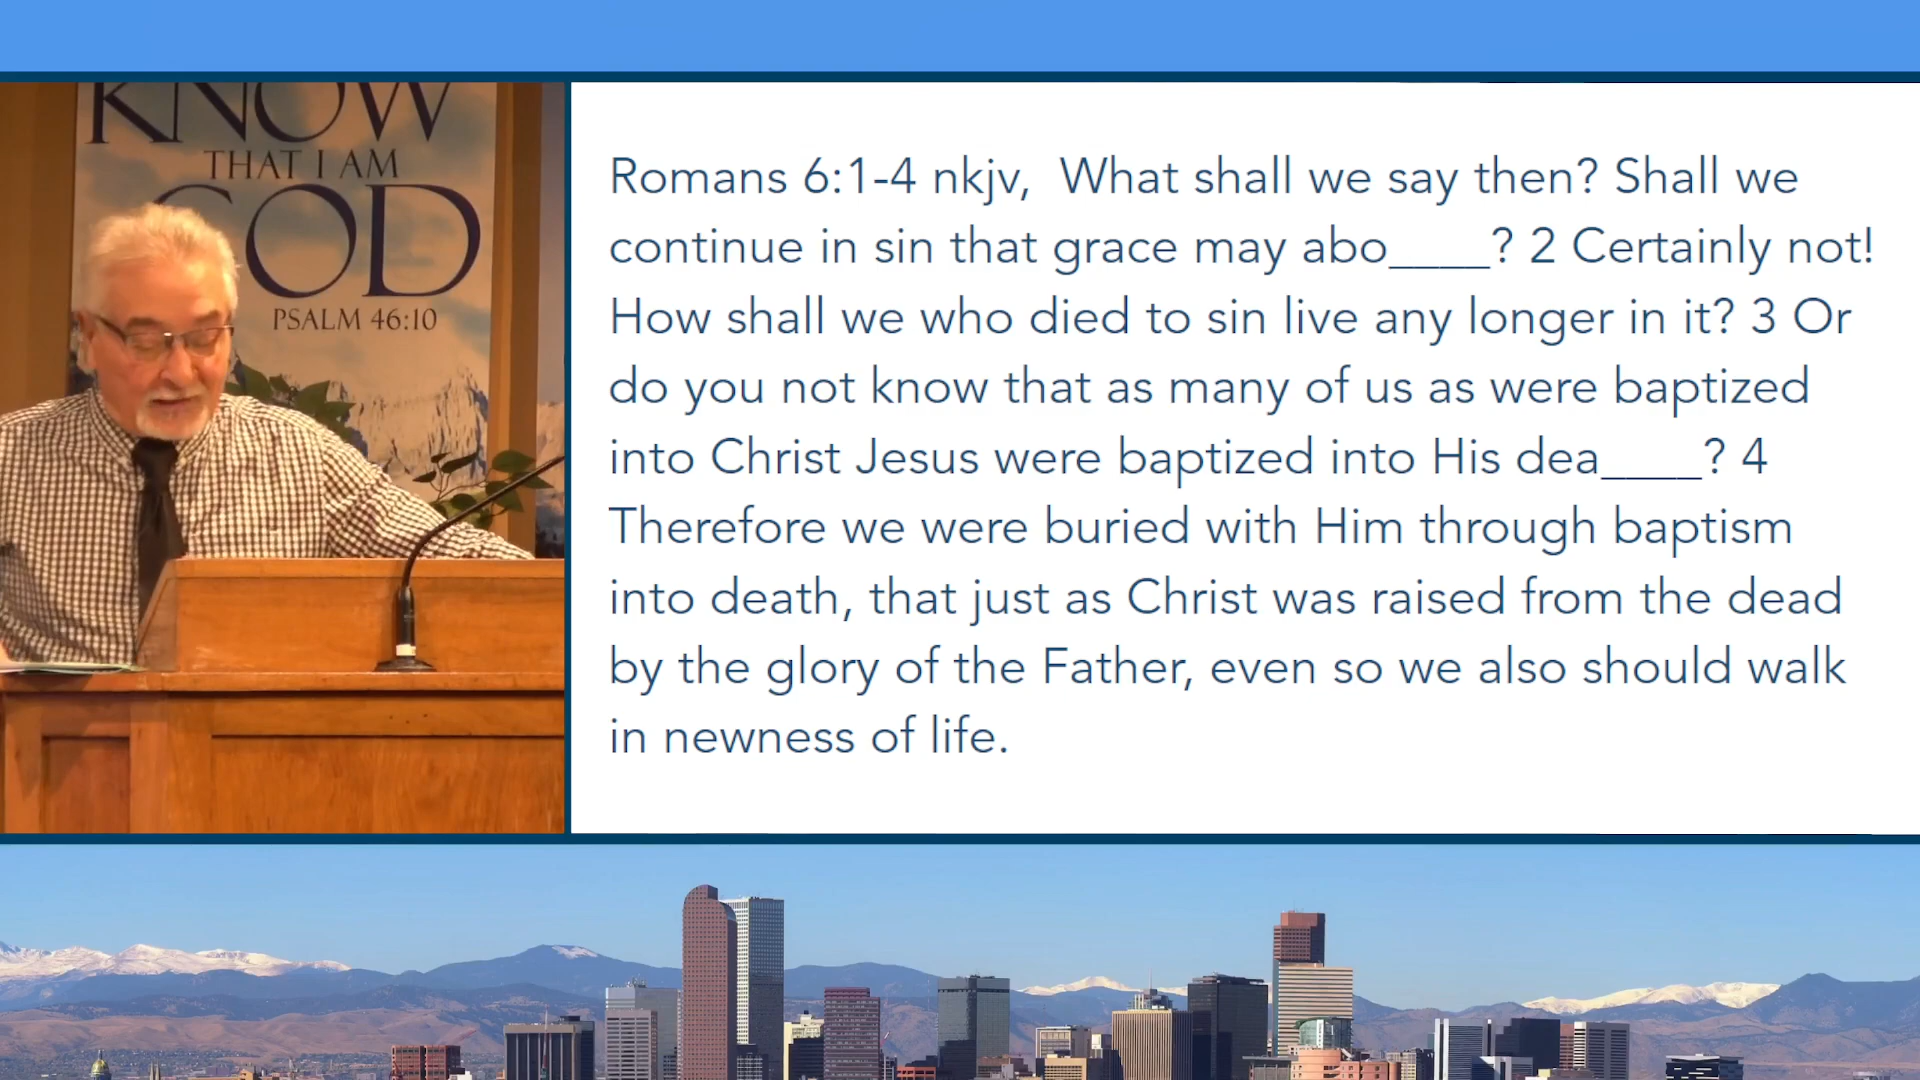 KNOW
THAT I AM
GOD
PSALM 46:10
Romans 6:1-4 nkjv,  What shall we say then? Shall we
continue in sin that grace may abo____? 2 Certainly not!
How shall we who died to sin live any longer in it? 3 Or
do you not know that as many of us as were baptized
into Christ Jesus were baptized into His dea____? 4
Therefore we were buried with Him through baptism
into death, that just as Christ was raised from the dead
by the glory of the Father, even so we also should walk
in newness of life.